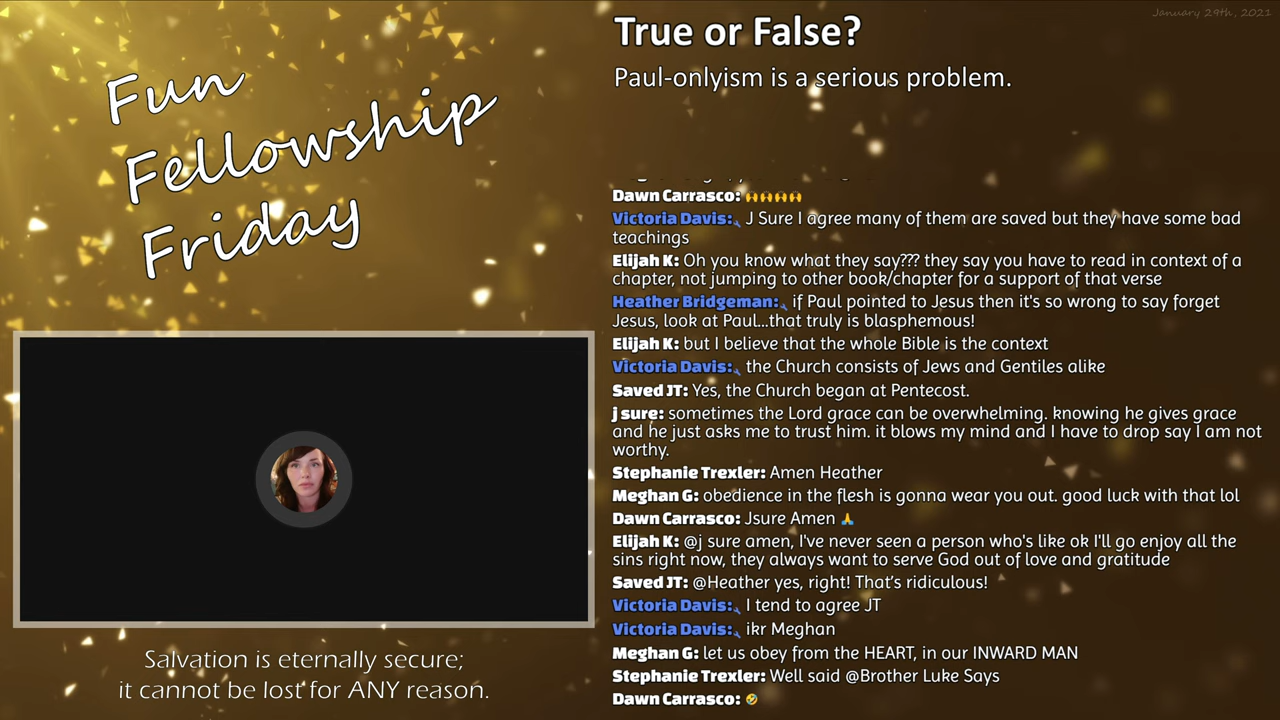 January 29th, 2021
Fun
Fellowship
Friday
True or False?
Paul-onlyism is a serious problem.
Dawn Carrasco: 🙌🙌🙌🙌
Victoria Davis: J Sure I agree many of them are saved but they have some bad
teachings
Elijah K: Oh you know what they say??? they say you have to read in context of a
chapter, not jumping to other book/chapter for a support of that verse
Heather Bridgeman: if Paul pointed to Jesus then it's so wrong to say forget
Jesus, look at Paul...that truly is blasphemous!
Elijah K: but I believe that the whole Bible is the context
Victoria Davis: the Church consists of Jews and Gentiles alike
Saved JT: Yes, the Church began at Pentecost.
j sure: sometimes the Lord grace can be overwhelming. knowing he gives grace
and he just asks me to trust him. it blows my mind and I have to drop say I am not
worthy.
Stephanie Trexler: Amen Heather
Meghan G: obedience in the flesh is gonna wear you out. good luck with that lol
Dawn Carrasco: Jsure Amen 🙏
Elijah K: @j sure amen, I've never seen a person who's like ok I'll go enjoy all the
sins right now, they always want to serve God out of love and gratitude
Saved JT: @Heather yes, right! That's ridiculous!
Victoria Davis: I tend to agree JT
Victoria Davis: ikr Meghan
Meghan G: let us obey from the HEART, in our INWARD MAN
Stephanie Trexler: Well said @Brother Luke Says
Dawn Carrasco: 🤣
Salvation is eternally secure;
it cannot be lost for ANY reason.